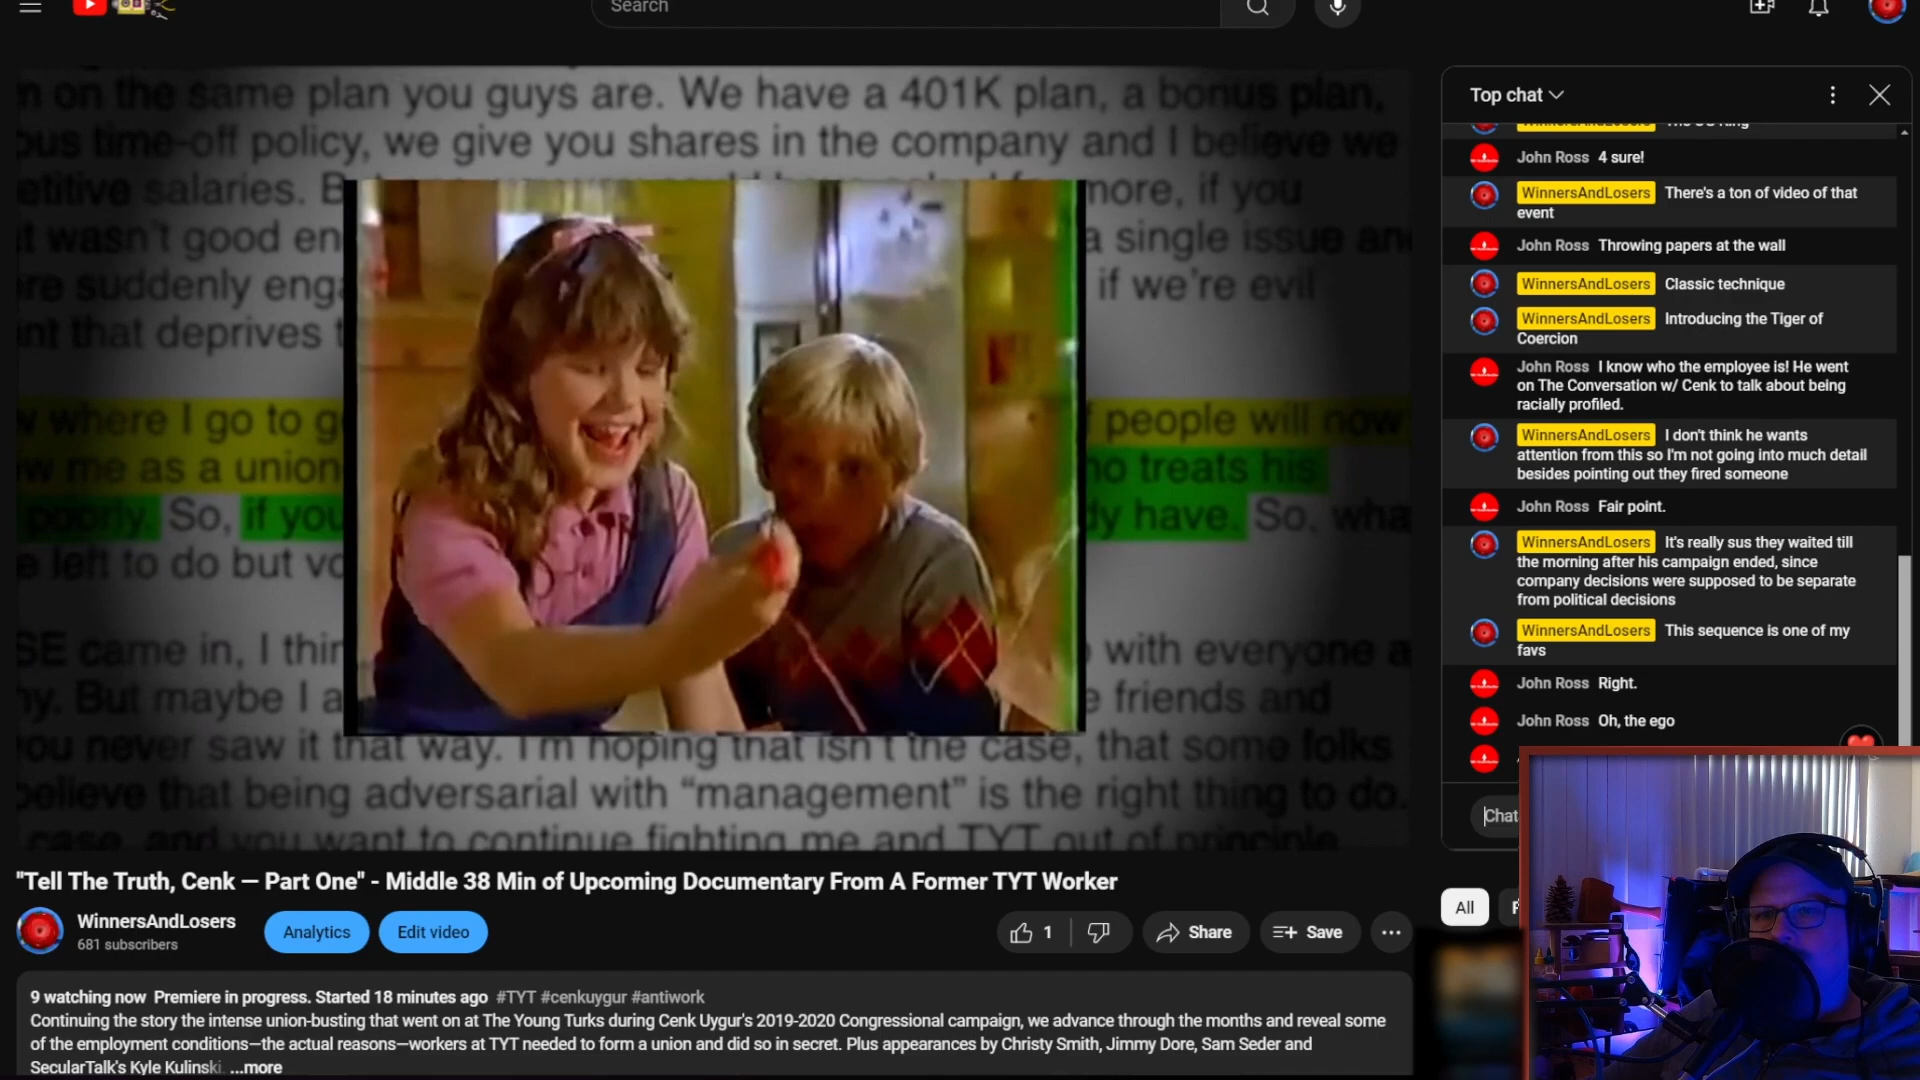 Search
n on the same plan you guys are. We have a 401K plan, a bonus plan,
ous time-off policy, we give you shares in the company and I believe we
etitive salaries. B more, if you
t wasn't good en a single issue and
re suddenly eng if we're evil
nt that deprives t
w where I go to g f people will now
w me as a union ho treats his
poorly. So, if you dy have. So, wha
e left to do but vo
SE came in, I thin with everyone a
ny. But maybe I a e friends and
you never saw it that way. I'm hoping that isn't the case, that some folks
believe that being adversarial with "management" is the right thing to do.
case, and you want to continue fighting me and TYT out of principle
Top chat
John Ross 4 sure!
WinnersAndLosers There's a ton of video of that
event
John Ross Throwing papers at the wall
WinnersAndLosers Classic technique
WinnersAndLosers Introducing the Tiger of
Coercion
John Ross I know who the employee is! He went
on The Conversation w/ Cenk to talk about being
racially profiled.
WinnersAndLosers I don't think he wants
attention from this so I'm not going into much detail
besides pointing out they fired someone
John Ross Fair point.
WinnersAndLosers It's really sus they waited till
the morning after his campaign ended, since
company decisions were supposed to be separate
from political decisions
WinnersAndLosers This sequence is one of my
favs
John Ross Right.
John Ross Oh, the ego
Chat
"Tell The Truth, Cenk — Part One" - Middle 38 Min of Upcoming Documentary From A Former TYT Worker
WinnersAndLosers
681 subscribers
Analytics
Edit video
1
Share
Save
All
9 watching now Premiere in progress. Started 18 minutes ago #TYT #cenkuygur #antiwork
Continuing the story the intense union-busting that went on at The Young Turks during Cenk Uygur's 2019-2020 Congressional campaign, we advance through the months and reveal some
of the employment conditions—the actual reasons—workers at TYT needed to form a union and did so in secret. Plus appearances by Christy Smith, Jimmy Dore, Sam Seder and
SecularTalk's Kyle Kulinski. ...more